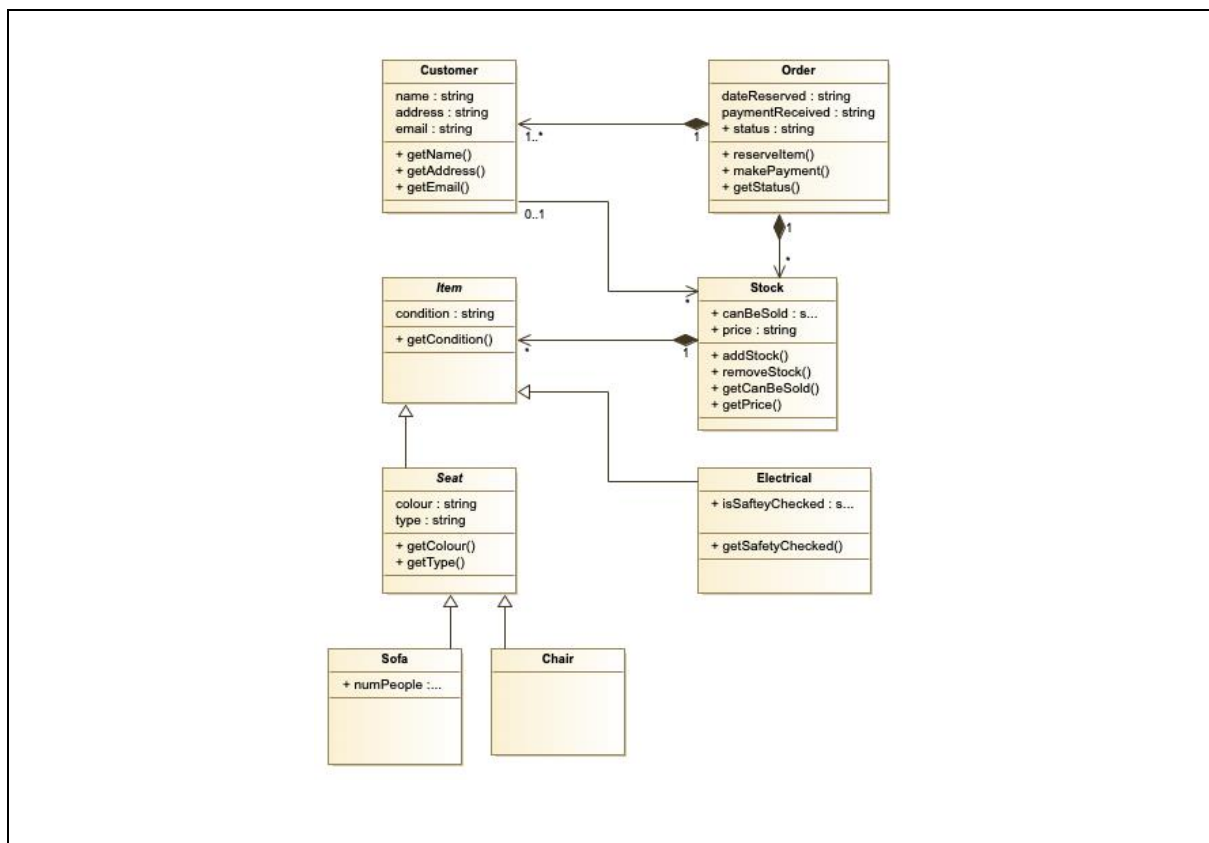 Customer
name : string
address : string
email : string
+ getName()
+ getAddress()
+ getEmail()
Order
dateReserved : string
paymentReceived : string
+ status : string
+ reserveItem()
+ makePayment()
+ getStatus()
1..*
1
0..1
*
1
*
Item
condition : string
+ getCondition()
Stock
+ canBeSold : s...
+ price : string
+ addStock()
+ removeStock()
+ getCanBeSold()
+ getPrice()
*
1
Seat
colour : string
type : string
+ getColour()
+ getType()
Electrical
+ isSafteyChecked : s...
+ getSafetyChecked()
Sofa
+ numPeople :...
Chair